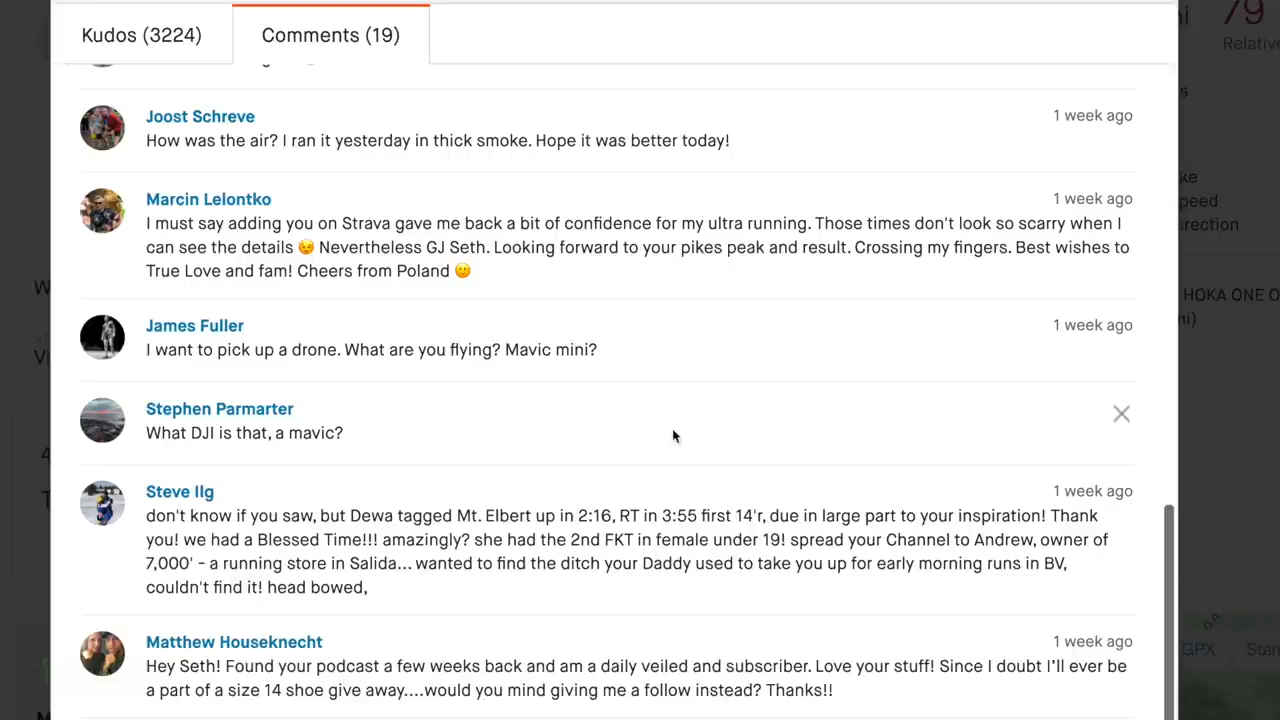 Kudos (3224)
Comments (19)
79
Relative
Joost Schreve
1 week ago
How was the air? I ran it yesterday in thick smoke. Hope it was better today!
Marcin Lelontko
1 week ago
I must say adding you on Strava gave me back a bit of confidence for my ultra running. Those times don't look so scarry when I
can see the details 😉 Nevertheless GJ Seth. Looking forward to your pikes peak and result. Crossing my fingers. Best wishes to
True Love and fam! Cheers from Poland 🙂
HOKA ONE O
James Fuller
1 week ago
I want to pick up a drone. What are you flying? Mavic mini?
Stephen Parmarter
What DJI is that, a mavic?
Steve Ilg
1 week ago
don't know if you saw, but Dewa tagged Mt. Elbert up in 2:16, RT in 3:55 first 14'r, due in large part to your inspiration! Thank
you! we had a Blessed Time!!! amazingly? she had the 2nd FKT in female under 19! spread your Channel to Andrew, owner of
7,000' - a running store in Salida... wanted to find the ditch your Daddy used to take you up for early morning runs in BV,
couldn't find it! head bowed,
Matthew Houseknecht
1 week ago
GPX
Hey Seth! Found your podcast a few weeks back and am a daily veiled and subscriber. Love your stuff! Since I doubt I'll ever be
a part of a size 14 shoe give away....would you mind giving me a follow instead? Thanks!!